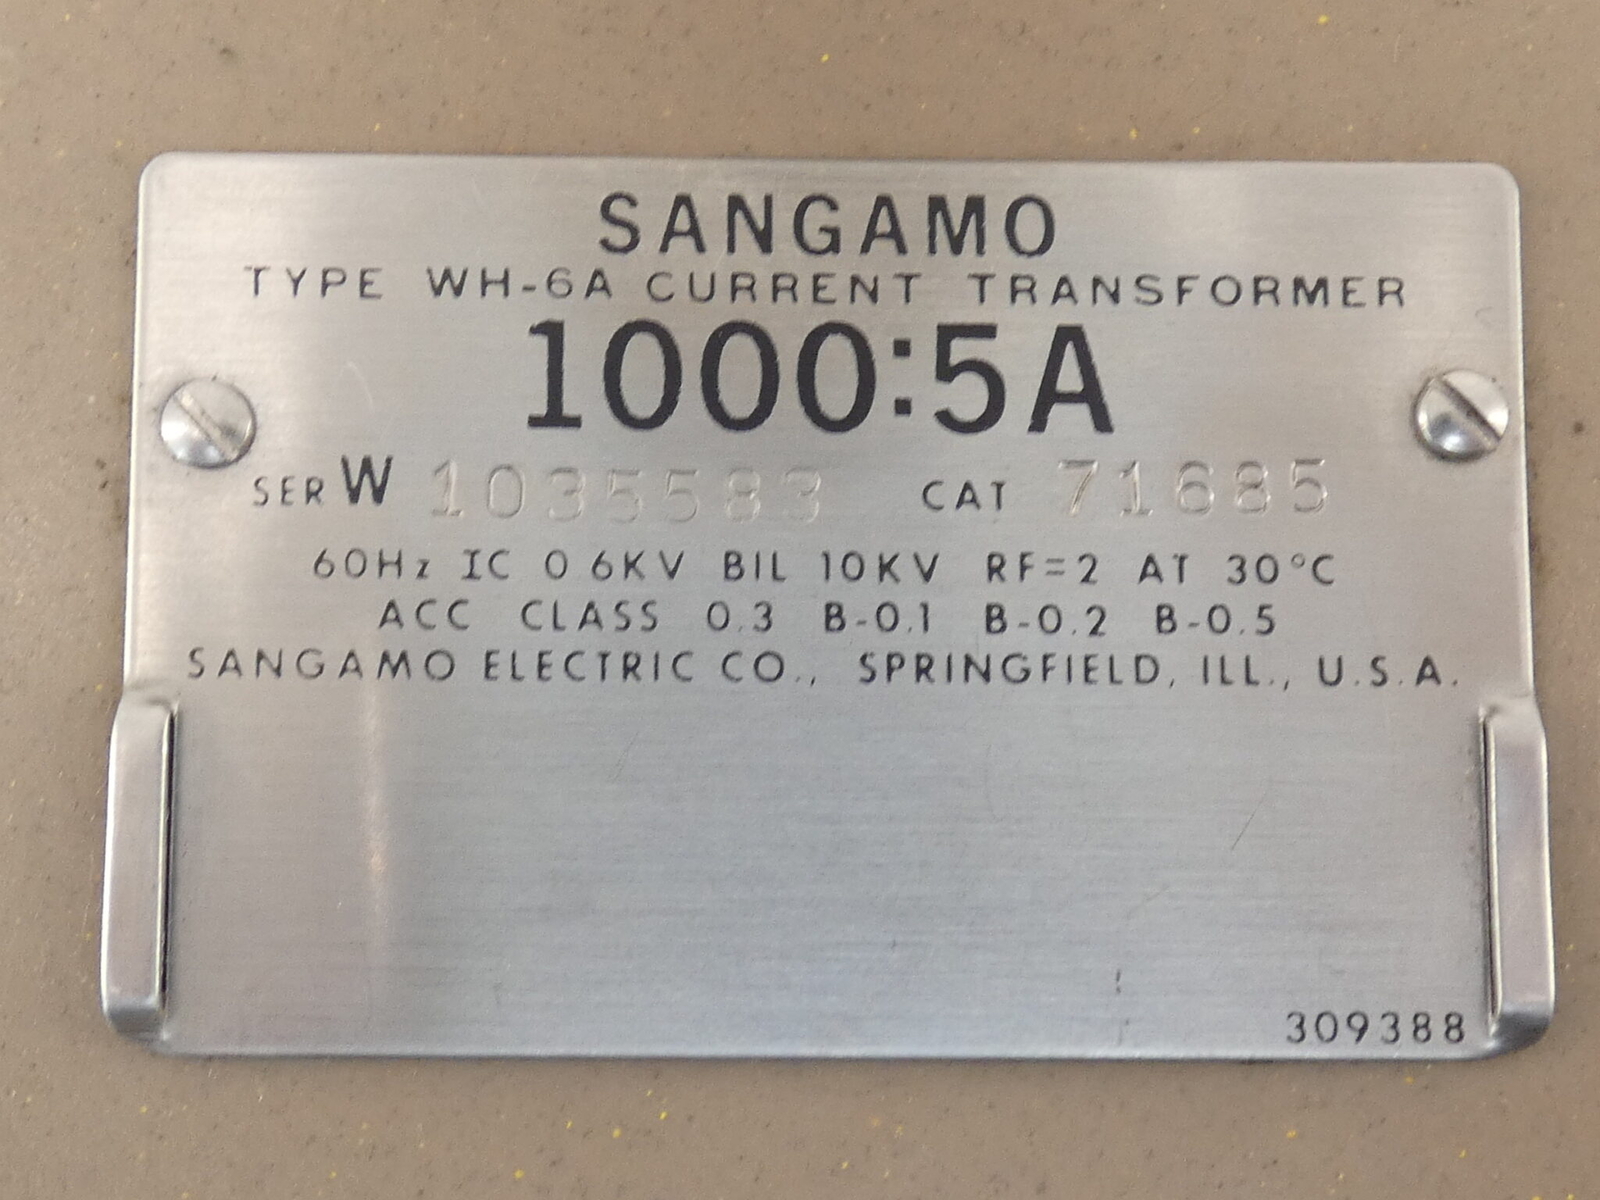 SANGAMO
TYPE WH-6A CURRENT TRANSFORMER
1000:5A
SER W 1035583 CAT 71685
60Hz IC 0.6KV BIL 10KV RF=2 AT 30°C
ACC CLASS 0.3 B-0.1 B-0.2 B-0.5
SANGAMO ELECTRIC CO., SPRINGFIELD, ILL., U.S.A.
309388